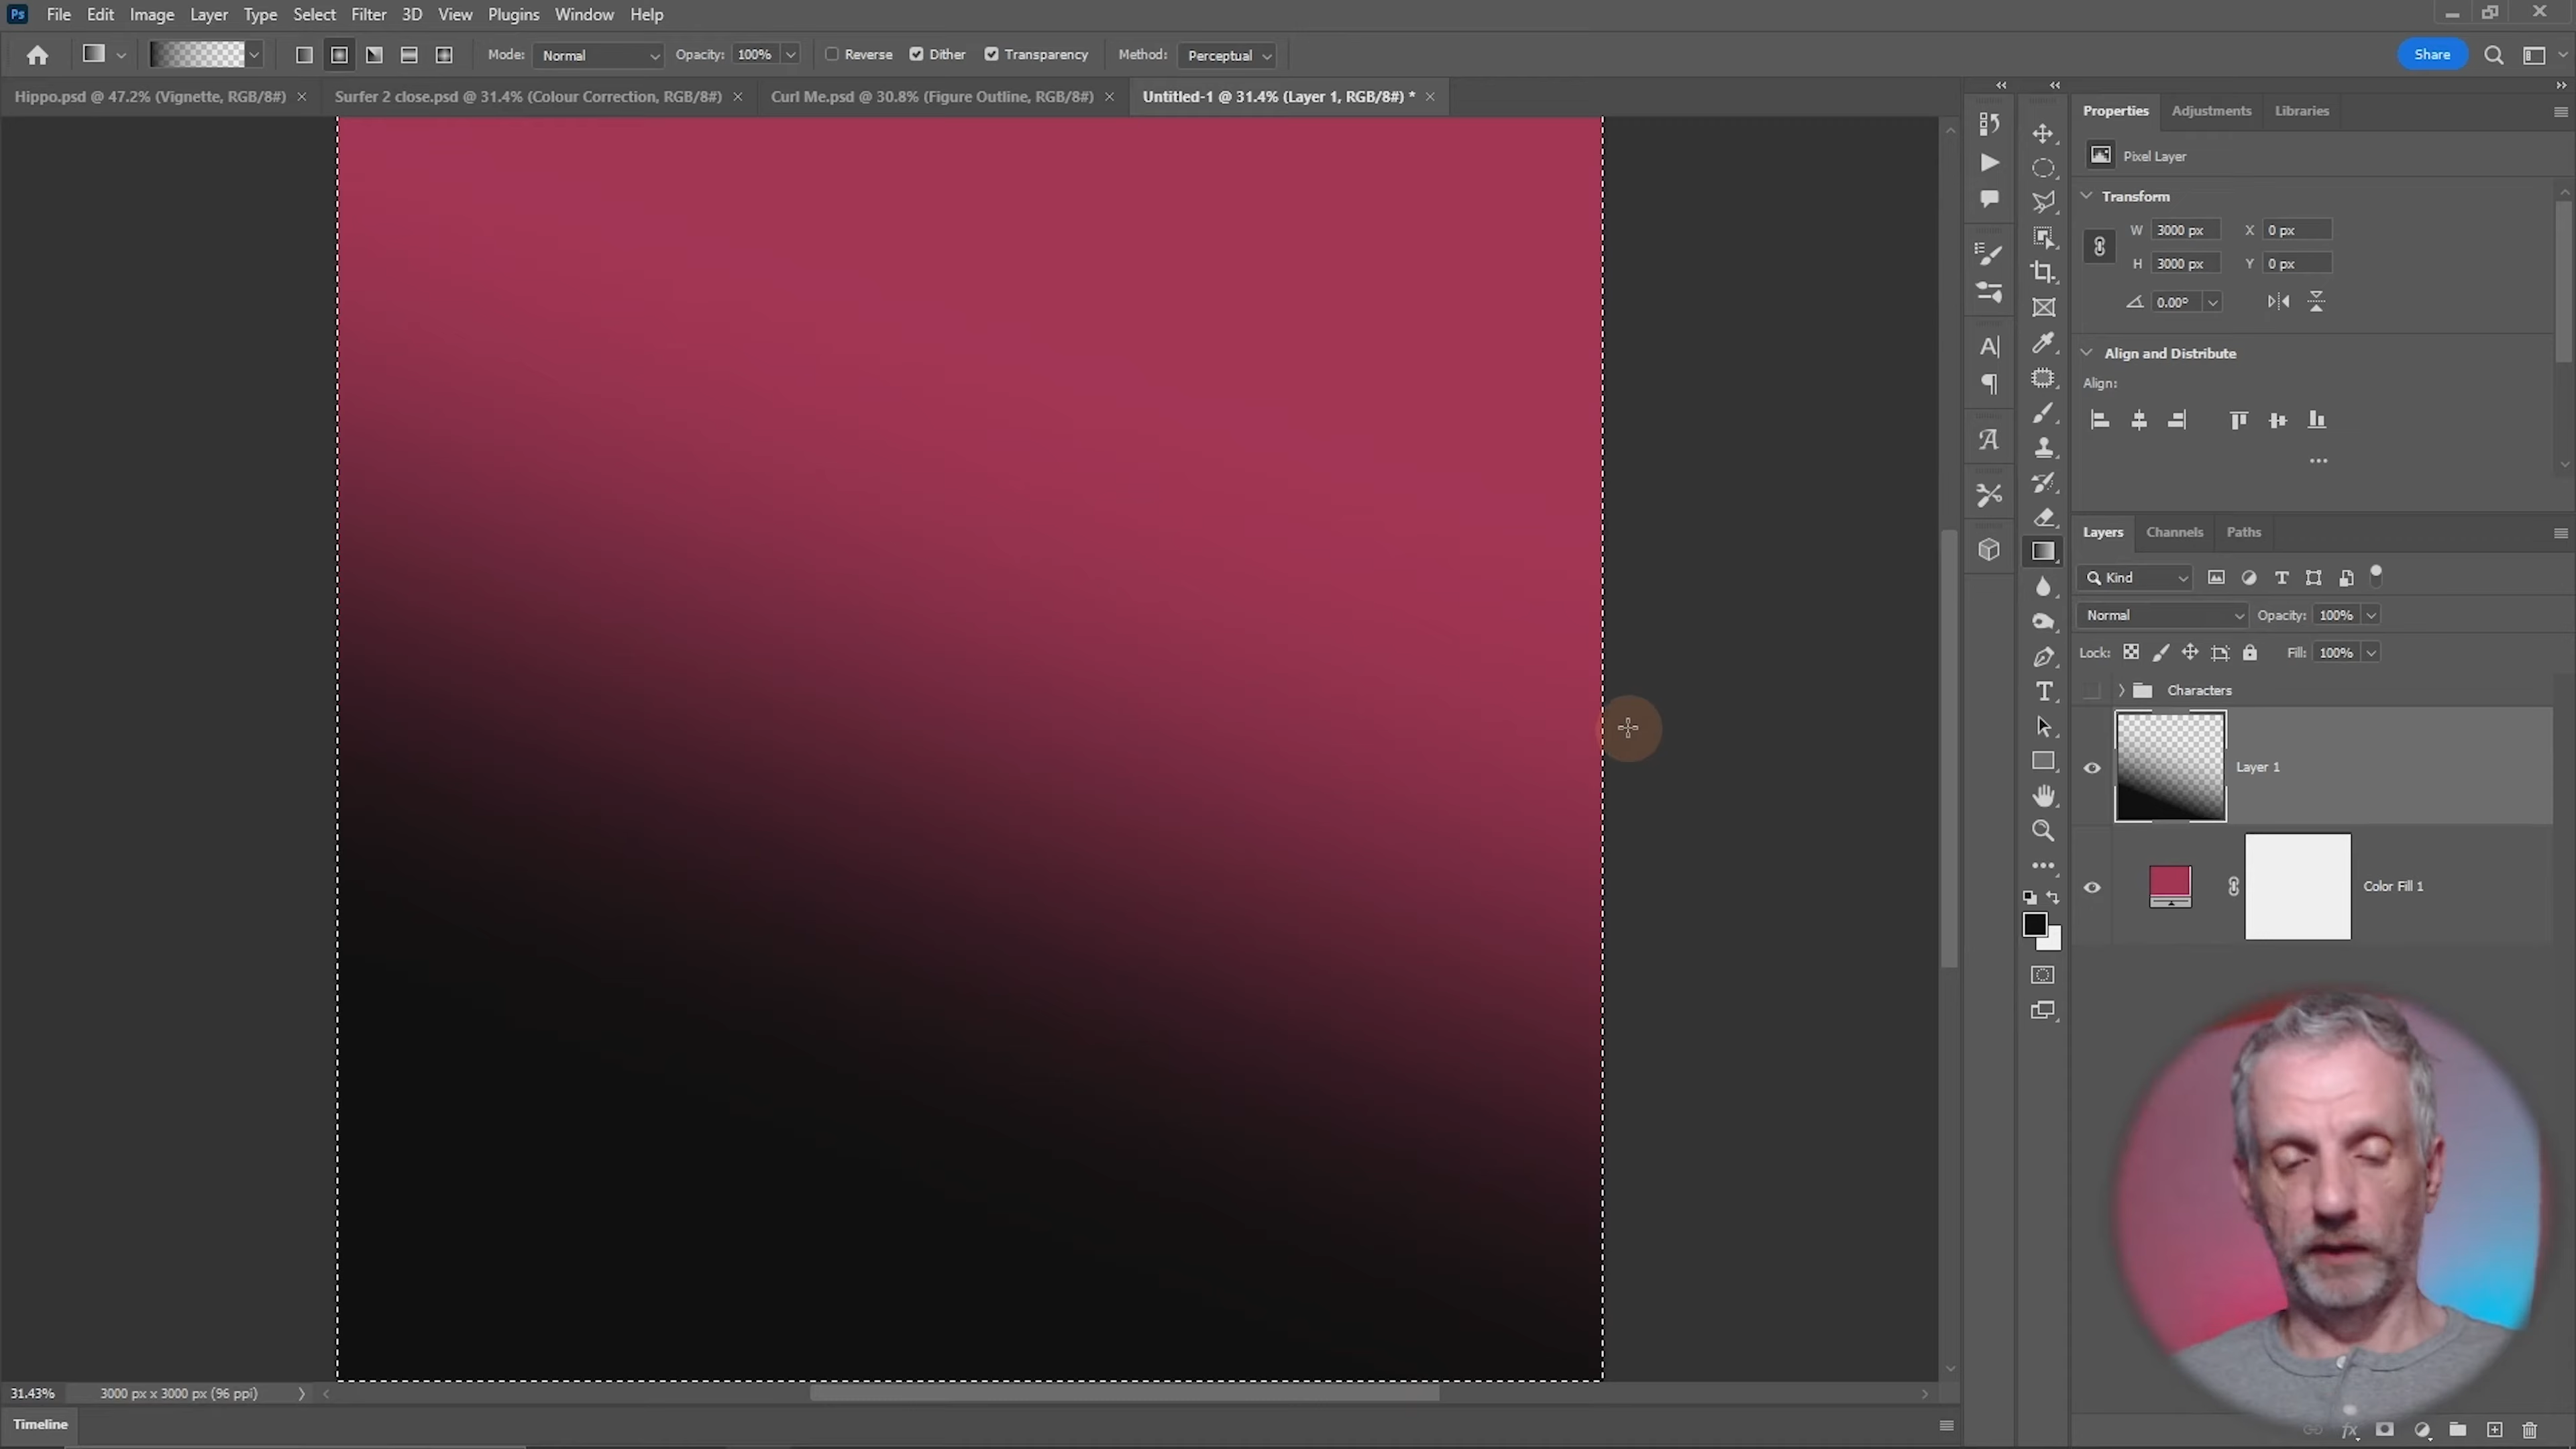 Ps File Edit Image Layer Type Select Filter 3D View Plugins Window Help
Mode: Normal Opacity: 100% Reverse Dither Transparency Method: Perceptual Share
Hippo.psd @ 47.2% (Vignette, RGB/8#) × Surfer 2 close.psd @ 31.4% (Colour Correction, RGB/8#) × Curl Me.psd @ 30.8% (Figure Outline, RGB/8#) × Untitled-1 @ 31.4% (Layer 1, RGB/8#) * ×
Properties Adjustments Libraries
Pixel Layer
Transform
W 3000 px X 0 px
H 3000 px Y 0 px
0.00°
Align and Distribute
Align:
Layers Channels Paths
Kind
Normal Opacity: 100%
Lock: Fill: 100%
Characters
Layer 1
Color Fill 1
31.43% 3000 px x 3000 px (96 ppi)
Timeline